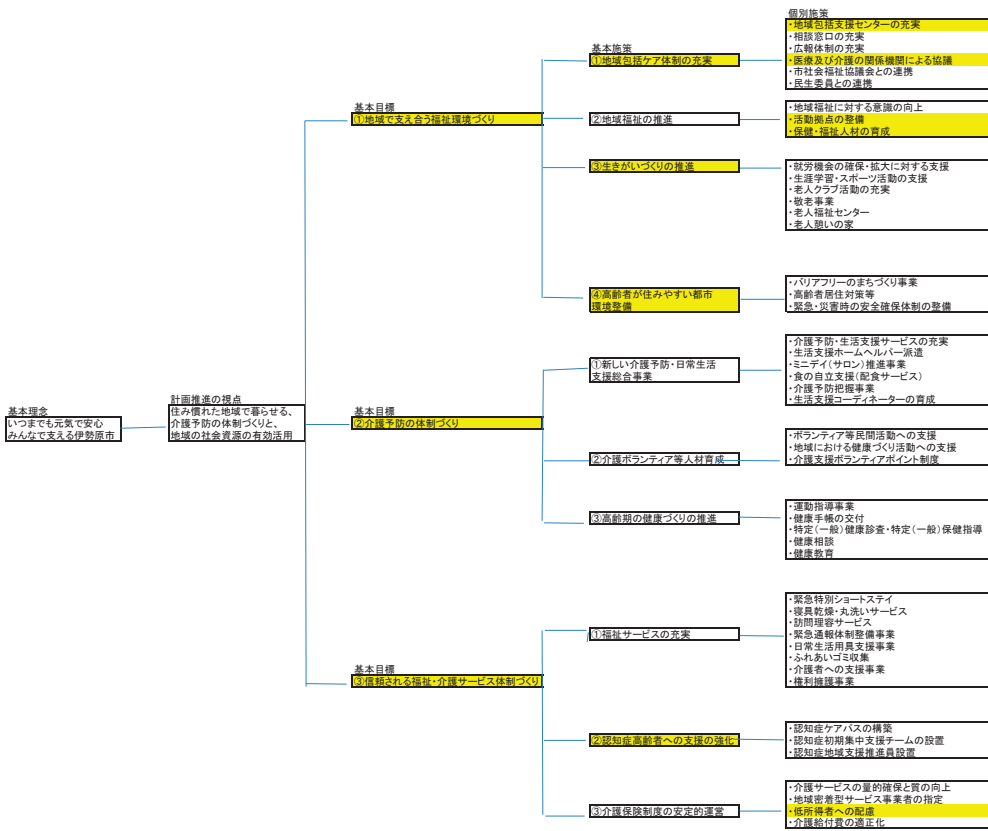 基本理念
いつまでも元気で安心
みんなで支える伊勢原市
計画推進の視点
住み慣れた地域で暮らせる、
介護予防の体制づくりと、
地域の社会資源の有効活用
基本目標
①地域で支え合う福祉環境づくり
基本施策
①地域包括ケア体制の充実
個別施策
・地域包括支援センターの充実
・相談窓口の充実
・広報体制の充実
・医療及び介護の関係機関による協議
・市社会福祉協議会との連携
・民生委員との連携
②地域福祉の推進
・地域福祉に対する意識の向上
・活動拠点の整備
・保健・福祉人材の育成
③生きがいづくりの推進
・就労機会の確保・拡大に対する支援
・生涯学習・スポーツ活動の支援
・老人クラブ活動の充実
・敬老事業
・老人福祉センター
・老人憩いの家
④高齢者が住みやすい都市
環境整備
・バリアフリーのまちづくり事業
・高齢者居住対策等
・緊急・災害時の安全確保体制の整備
基本目標
②介護予防の体制づくり
①新しい介護予防・日常生活
支援総合事業
・介護予防・生活支援サービスの充実
・生活支援ホームヘルパー派遣
・ミニデイ(サロン)推進事業
・食の自立支援(配食サービス)
・介護予防把握事業
・生活支援コーディネーターの育成
②介護ボランティア等人材育成
・ボランティア等民間活動への支援
・地域における健康づくり活動への支援
・介護支援ボランティアポイント制度
③高齢期の健康づくりの推進
・運動指導事業
・健康手帳の交付
・特定(一般)健康診査・特定(一般)保健指導
・健康相談
・健康教育
基本目標
③信頼される福祉・介護サービス体制づくり
①福祉サービスの充実
・緊急特別ショートステイ
・寝具乾燥・丸洗いサービス
・訪問理容サービス
・緊急通報体制整備事業
・日常生活用具支援事業
・ふれあいゴミ収集
・介護者への支援事業
・権利擁護事業
②認知症高齢者への支援の強化
・認知症ケアパスの構築
・認知症初期集中支援チームの設置
・認知症地域支援推進員設置
③介護保険制度の安定的運営
・介護サービスの量的確保と質の向上
・地域密着型サービス事業者の指定
・低所得者への配慮
・介護給付費の適正化